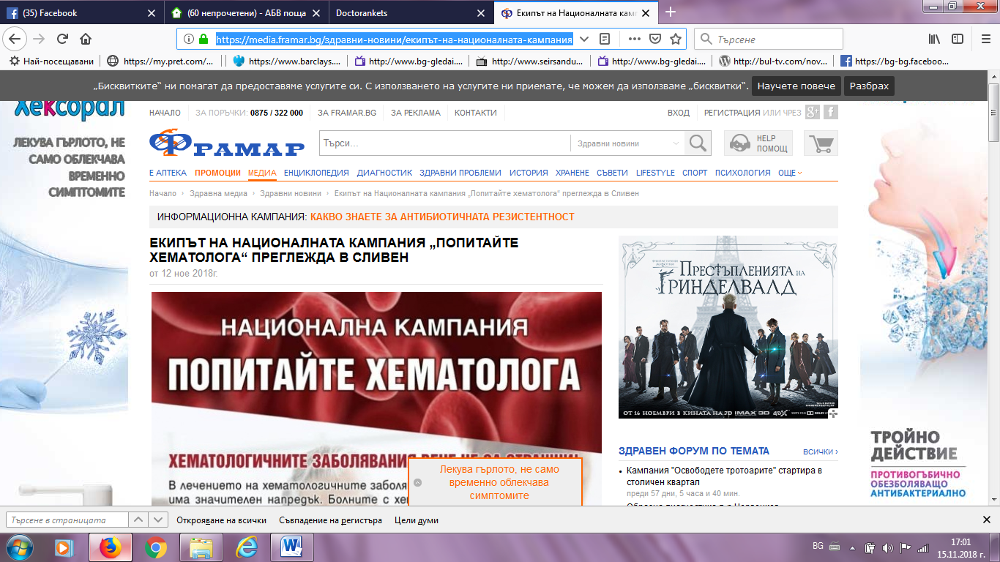 (35) Facebook
(60 непрочетени) - АБВ поща
Doctorankets
Екипът на Националната кам
https://media.framar.bg/здравни-новини/екипът-на-националната-кампания
Търсене
Най-посещавани
https://my.pret.com/...
https://www.barclays....
http://www.bg-gledai....
http://www.seirsandu...
http://www.bg-gledai....
http://bul-tv.com/nov...
https://bg-bg.faceboo...
„Бисквитките“ ни помагат да предоставяме услугите си. С използването на услугите ни приемате, че можем да използваме „бисквитки“.
Научете повече
Разбрах
Хексорал
ЛЕКУВА ГЪРЛОТО, НЕ
САМО ОБЛЕКЧАВА
ВРЕМЕННО
СИМПТОМИТЕ
НАЧАЛО
ЗА ПОРЪЧКИ: 0875 / 322 000
ЗА FRAMAR.BG
ЗА РЕКЛАМА
КОНТАКТИ
ВХОД
РЕГИСТРАЦИЯ ИЛИ ЧРЕЗ
ФРАМАР
Търси...
Здравни новини
HELP
ПОМОЩ
Е АПТЕКА
ПРОМОЦИИ
МЕДИА
ЕНЦИКЛОПЕДИЯ
ДИАГНОСТИК
ЗДРАВНИ ПРОБЛЕМИ
ИСТОРИЯ
ХРАНЕНЕ
СЪВЕТИ
LIFESTYLE
СПОРТ
ПСИХОЛОГИЯ
ОЩЕ
Начало › Здравна медиа › Здравни новини › Екипът на Националната кампания „Попитайте хематолога“ преглежда в Сливен
ИНФОРМАЦИОННА КАМПАНИЯ: КАКВО ЗНАЕТЕ ЗА АНТИБИОТИЧНАТА РЕЗИСТЕНТНОСТ
ЕКИПЪТ НА НАЦИОНАЛНАТА КАМПАНИЯ „ПОПИТАЙТЕ
ХЕМАТОЛОГА“ ПРЕГЛЕЖДА В СЛИВЕН
от 12 ное 2018г.
НАЦИОНАЛНА КАМПАНИЯ
ПОПИТАЙТЕ ХЕМАТОЛОГА
ХЕМАТОЛОГИЧНИТЕ ЗАБОЛЯВАНИЯ ВЕЧЕ НЕ СА СТРАШНИ!
В лечението на хематологичните заболя
има значителен напредък. Болните с хе
Лекува гърлото, не само
временно облекчава
симптомите
ПРЕСТЪПЛЕНИЯТА НА
ГРИНДЕЛВАЛД
ОТ 16 НОЕМВРИ В КИНАТА НА 3D IMAX 3D 4DX
ЗДРАВЕН ФОРУМ ПО ТЕМАТА
ВСИЧКИ ›
Кампания "Освободете тротоарите" стартира в
столичен квартал
преди 57 дни, 5 часа и 40 мин.
ТРОЙНО
ДЕЙСТВИЕ
ПРОТИВОГЪБИЧНО
ОБЕЗБОЛЯВАЩО
АНТИБАКТЕРИАЛНО
Търсене в страницата
Открояване на всички
Съвпадение на регистъра
Цели думи
BG
17:01
15.11.2018 г.